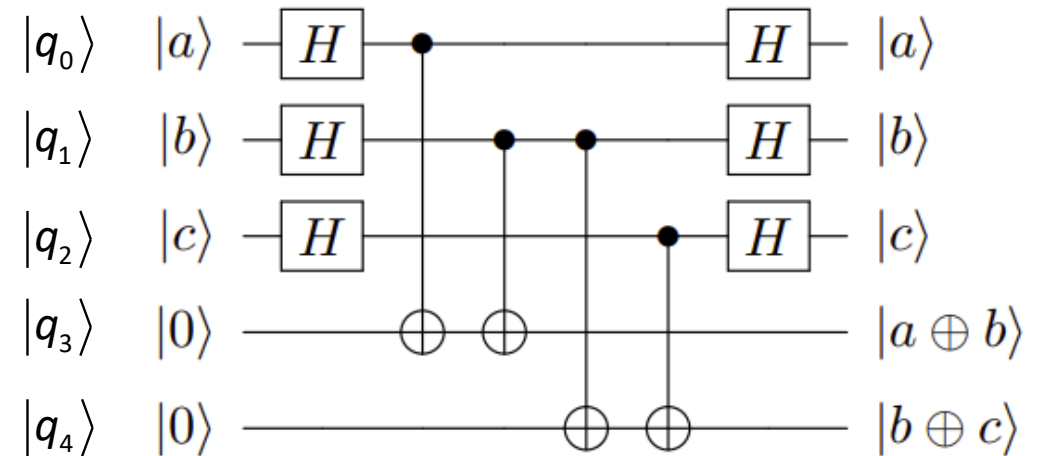 |q₀⟩ |a⟩ H H |a⟩
|q₁⟩ |b⟩ H H |b⟩
|q₂⟩ |c⟩ H H |c⟩
|q₃⟩ |0⟩ |a ⊕ b⟩
|q₄⟩ |0⟩ |b ⊕ c⟩